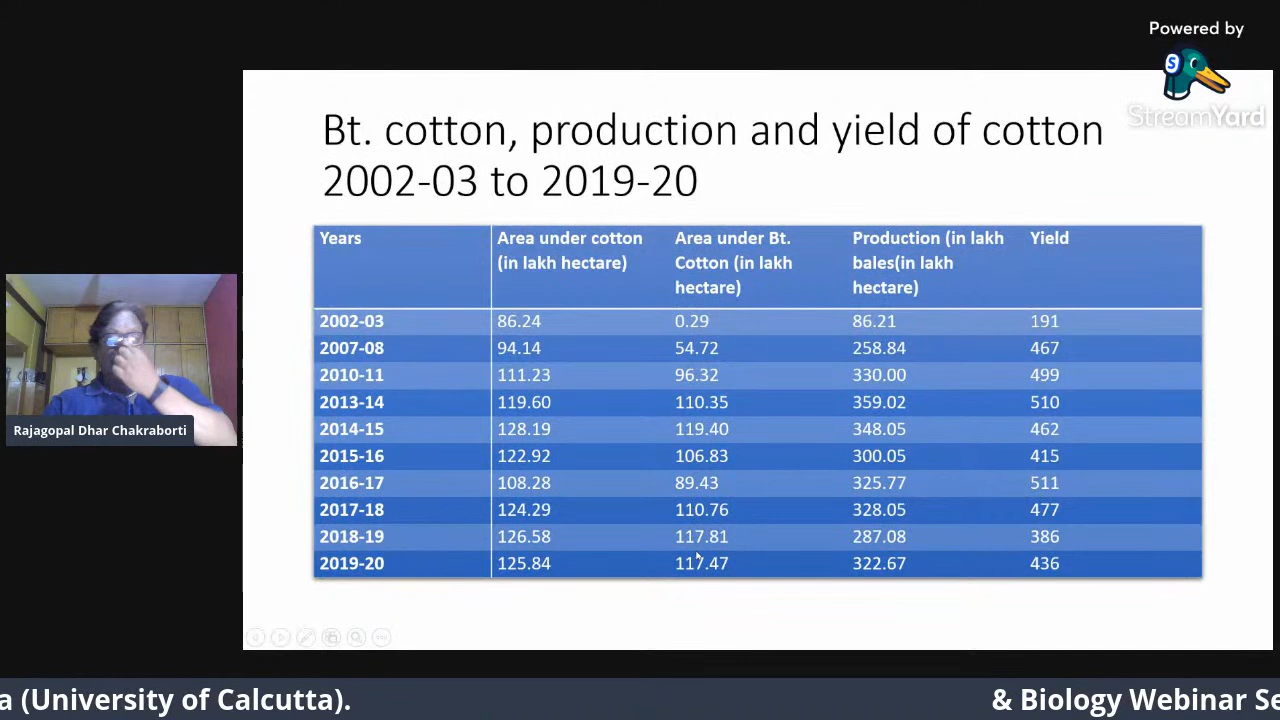 Powered by
StreamYard
Bt. cotton, production and yield of cotton
2002-03 to 2019-20
Years Area under cotton (in lakh hectare) Area under Bt. Cotton (in lakh hectare) Production (in lakh bales(in lakh hectare) Yield
2002-03 86.24 0.29 86.21 191
2007-08 94.14 54.72 258.84 467
2010-11 111.23 96.32 330.00 499
2013-14 119.60 110.35 359.02 510
2014-15 128.19 119.40 348.05 462
2015-16 122.92 106.83 300.05 415
2016-17 108.28 89.43 325.77 511
2017-18 124.29 110.76 328.05 477
2018-19 126.58 117.81 287.08 386
2019-20 125.84 117.47 322.67 436
Rajagopal Dhar Chakraborti
a (University of Calcutta). & Biology Webinar Se